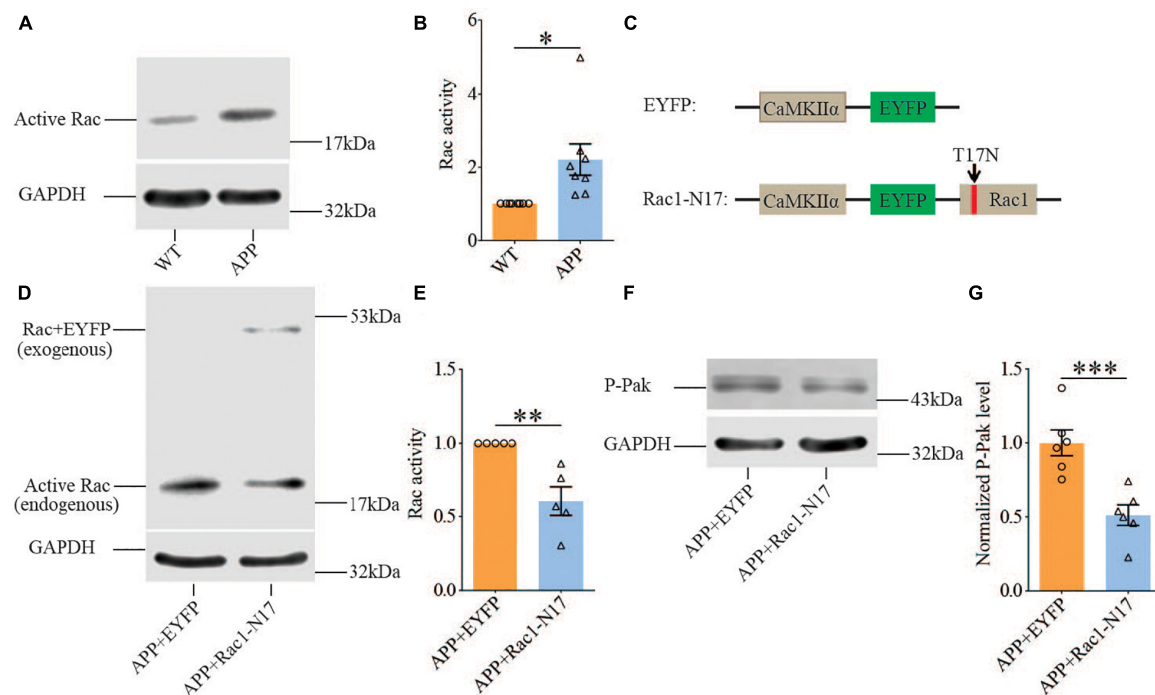 A
Active Rac
17kDa
GAPDH
32kDa
WT
APP
B
*
6
4
2
0
Rac activity
WT
APP
C
EYFP:
CaMKIIα
EYFP
T17N
Rac1-N17:
CaMKIIα
EYFP
Rac1
D
53kDa
Rac+EYFP
(exogenous)
Active Rac
(endogenous)
17kDa
GAPDH
32kDa
APP+EYFP
APP+Rac1-N17
E
**
1.5
1.0
0.5
0.0
Rac activity
APP+EYFP
APP+Rac1-N17
F
P-Pak
43kDa
GAPDH
32kDa
APP+EYFP
APP+Rac1-N17
G
***
1.5
1.0
0.5
0.0
Normalized P-Pak level
APP+EYFP
APP+Rac1-N17